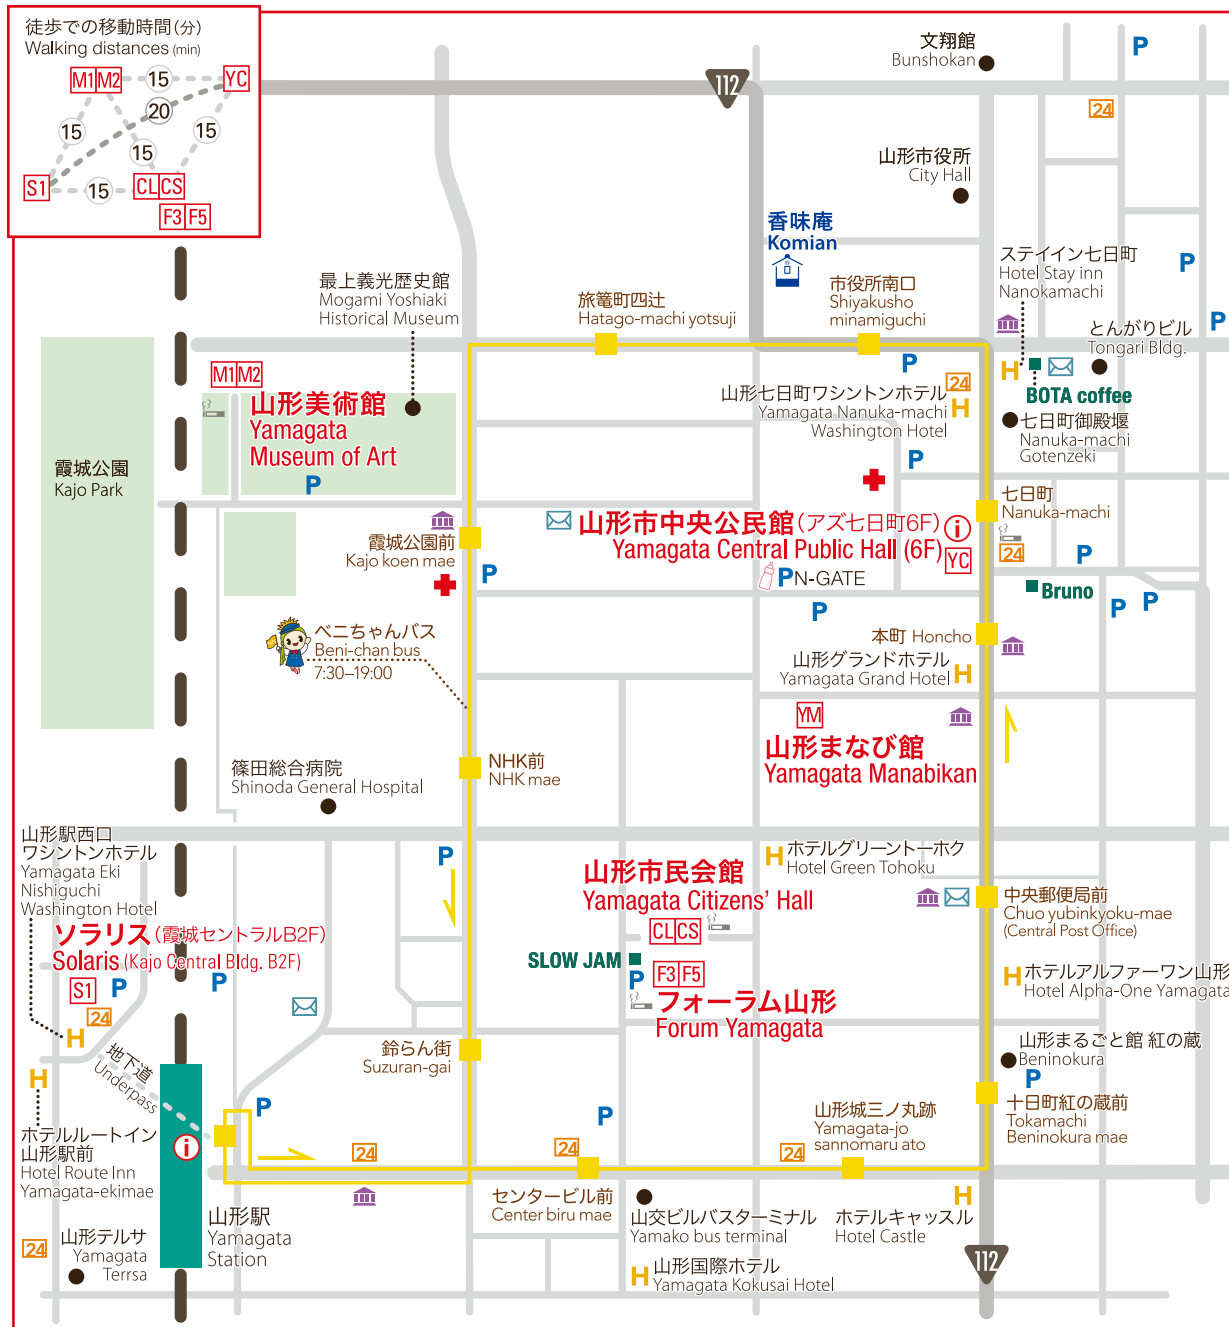 徒歩での移動時間(分)
Walking distances (min)
M1 M2
15
YC
20
15
15
15
S1
15
CL CS
F3 F5
112
文翔館
Bunshokan
P
24
山形市役所
City Hall
香味庵
Komian
ステイイン七日町
Hotel Stay inn
Nanokamachi
P
最上義光歴史館
Mogami Yoshiaki
Historical Museum
旅篭町四辻
Hatago-machi yotsuji
市役所南口
Shiyakusho
minamiguchi
P
とんがりビル
Tongari Bldg.
M1 M2
山形美術館
Yamagata
Museum of Art
P
P
山形七日町ワシントンホテル
Yamagata Nanuka-machi
Washington Hotel
24
H
H
BOTA coffee
七日町御殿堰
Nanuka-machi
Gotenzeki
霞城公園
Kajo Park
P
七日町
Nanuka-machi
24
山形市中央公民館(アズ七日町6F)
Yamagata Central Public Hall (6F)
i
YC
霞城公園前
Kajo koen mae
P
P N-GATE
P
P
Bruno
P
P
ベニちゃんバス
Beni-chan bus
7:30–19:00
本町 Honcho
山形グランドホテル
Yamagata Grand Hotel
H
YM
山形まなび館
Yamagata Manabikan
NHK前
NHK mae
篠田総合病院
Shinoda General Hospital
山形駅西口
ワシントンホテル
Yamagata Eki
Nishiguchi
Washington Hotel
P
H
ホテルグリーントーホク
Hotel Green Tohoku
山形市民会館
Yamagata Citizens' Hall
CL CS
中央郵便局前
Chuo yubinkyoku-mae
(Central Post Office)
ソラリス(霞城セントラルB2F)
Solaris (Kajo Central Bldg. B2F)
S1
P
24
H
P
SLOW JAM
P
F3 F5
フォーラム山形
Forum Yamagata
H
ホテルアルファーワン山形
Hotel Alpha-One Yamagata
地下道
Underpass
鈴らん街
Suzuran-gai
山形まるごと館 紅の蔵
Beninokura
P
H
ホテルルートイン
山形駅前
Hotel Route Inn
Yamagata-ekimae
P
i
P
24
24
24
山形城三ノ丸跡
Yamagata-jo
sannomaru ato
十日町紅の蔵前
Tokamachi
Beninokura mae
センタービル前
Center biru mae
山交ビルバスターミナル
Yamako bus terminal
H
ホテルキャッスル
Hotel Castle
山形駅
Yamagata
Station
24
山形テルサ
Yamagata
Terrsa
H
山形国際ホテル
Yamagata Kokusai Hotel
112